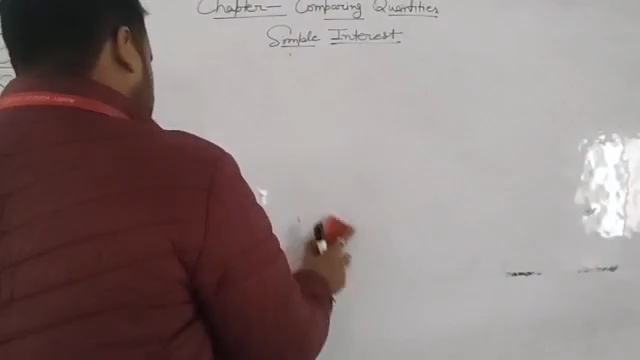 Chapter— Comparing Quantities
Simple Interest